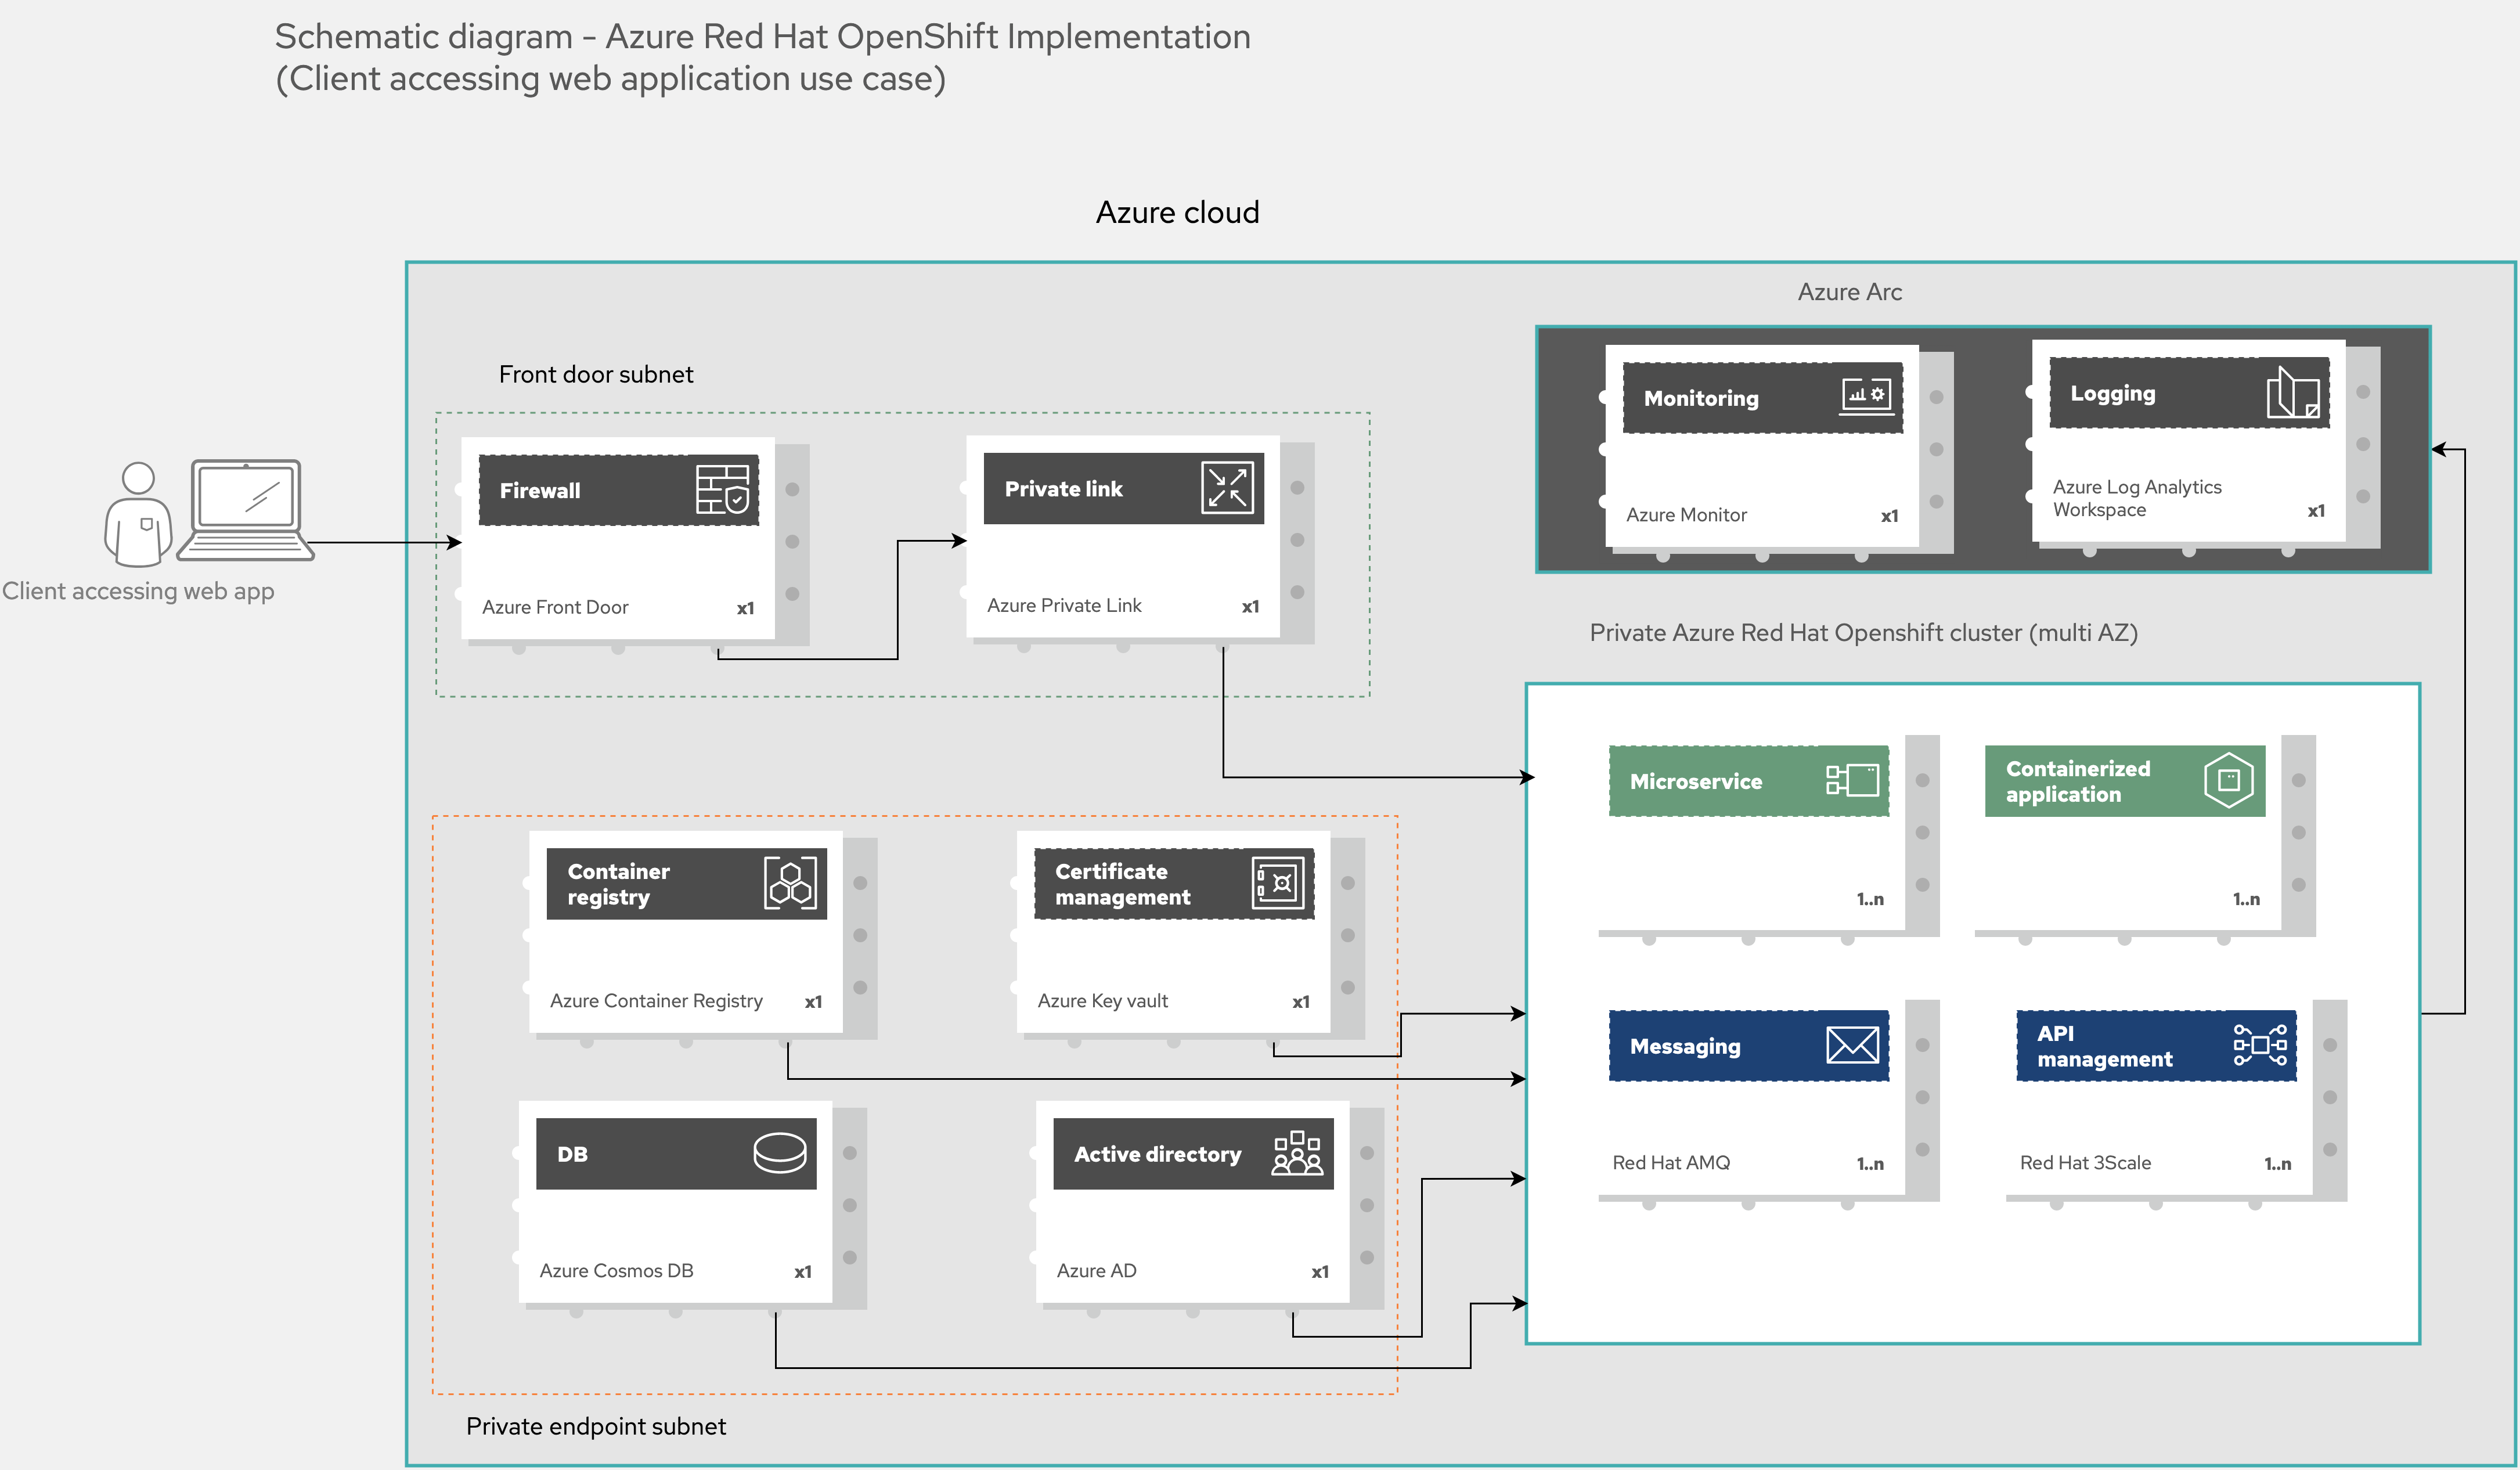 Schematic diagram - Azure Red Hat OpenShift Implementation
(Client accessing web application use case)
Azure cloud
Azure Arc
Front door subnet
Monitoring
Azure Monitor
x1
Logging
Azure Log Analytics
Workspace
x1
Firewall
Azure Front Door
x1
Private link
Azure Private Link
x1
Client accessing web app
Private Azure Red Hat Openshift cluster (multi AZ)
Microservice
1..n
Containerized
application
1..n
Container
registry
Azure Container Registry
x1
Certificate
management
Azure Key vault
x1
Messaging
Red Hat AMQ
1..n
API
management
Red Hat 3Scale
1..n
DB
Azure Cosmos DB
x1
Active directory
Azure AD
x1
Private endpoint subnet